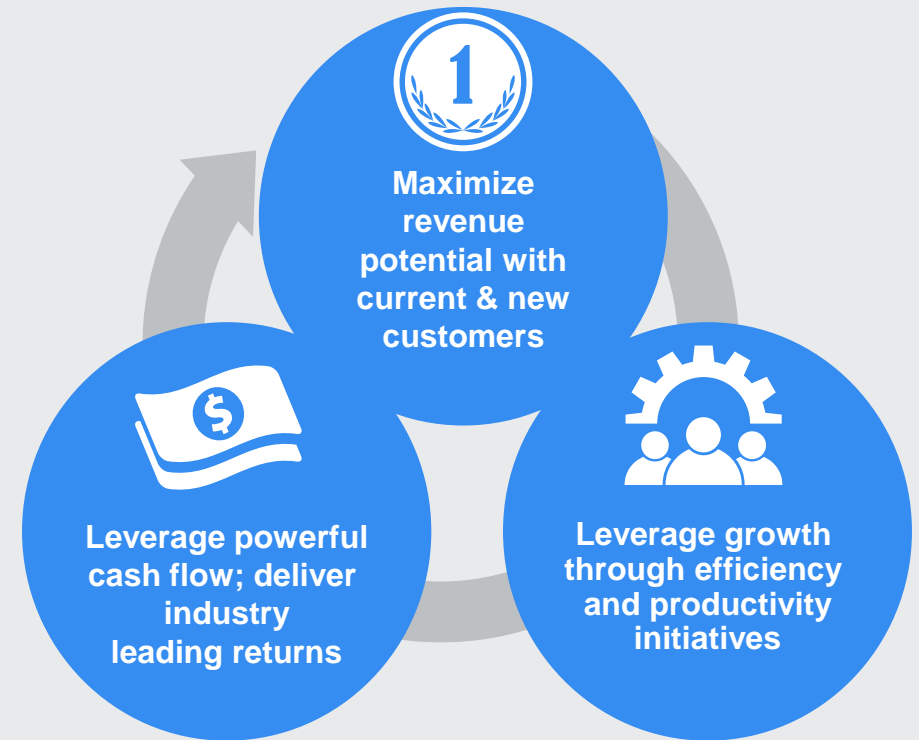 1
Maximize
revenue
potential with
current & new
customers
$
Leverage powerful
cash flow; deliver
industry
leading returns
Leverage growth
through efficiency
and productivity
initiatives